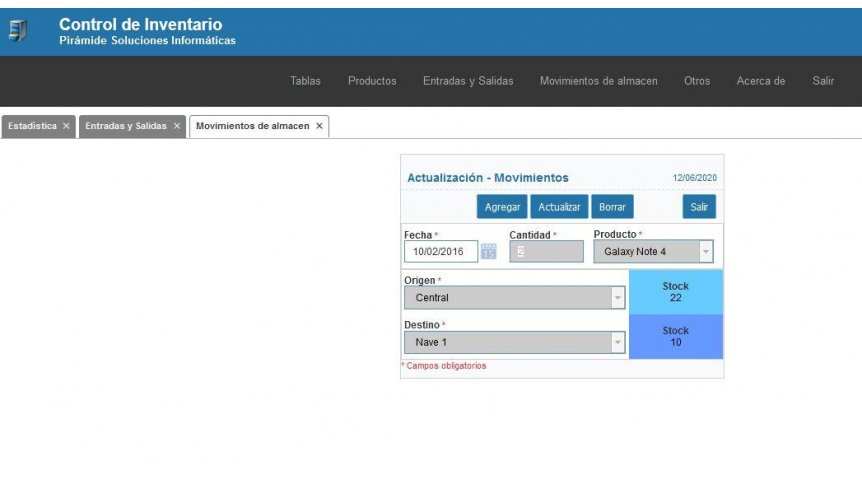 Control de Inventario
Pirámide Soluciones Informáticas
Tablas Productos Entradas y Salidas Movimientos de almacen Otros Acerca de Salir
Estadística × Entradas y Salidas × Movimientos de almacen ×
Actualización - Movimientos 12/06/2020
Agregar Actualizar Borrar Salir
Fecha * Cantidad * Producto *
10/02/2016 15 2 Galaxy Note 4
Origen * Stock
Central 22
Destino * Stock
Nave 1 10
* Campos obligatorios